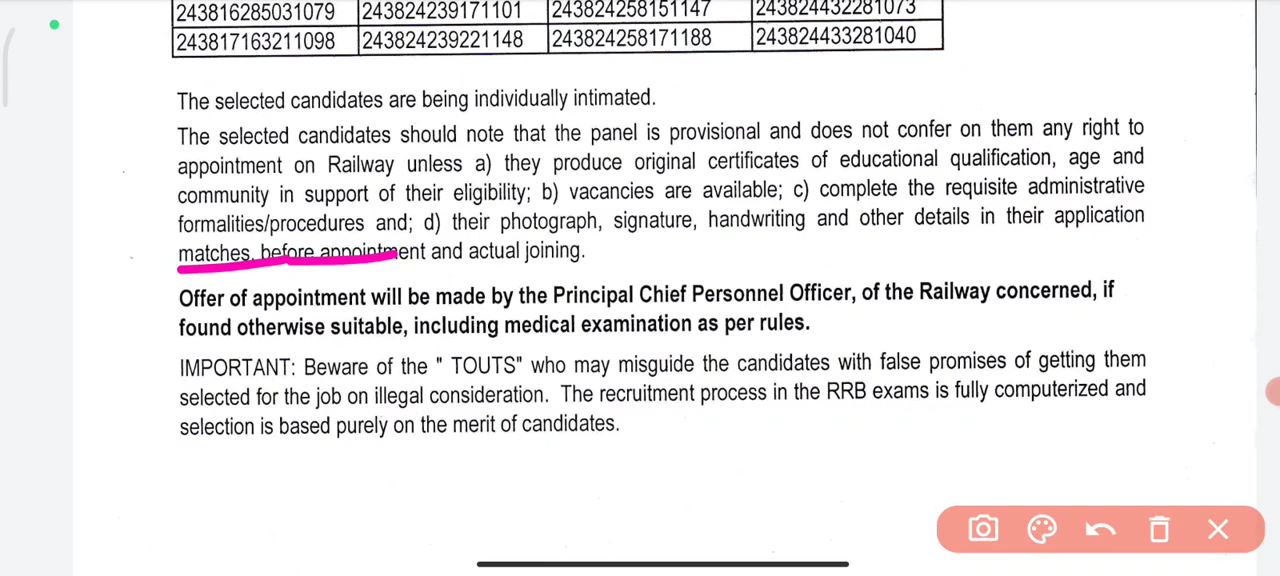 243816285031079 243824239171101 243824258151147 243824432281073
243817163211098 243824239221148 243824258171188 243824433281040
The selected candidates are being individually intimated.
The selected candidates should note that the panel is provisional and does not confer on them any right to
appointment on Railway unless a) they produce original certificates of educational qualification, age and
community in support of their eligibility; b) vacancies are available; c) complete the requisite administrative
formalities/procedures and; d) their photograph, signature, handwriting and other details in their application
matches, before appointment and actual joining.
Offer of appointment will be made by the Principal Chief Personnel Officer, of the Railway concerned, if
found otherwise suitable, including medical examination as per rules.
IMPORTANT: Beware of the " TOUTS" who may misguide the candidates with false promises of getting them
selected for the job on illegal consideration. The recruitment process in the RRB exams is fully computerized and
selection is based purely on the merit of candidates.